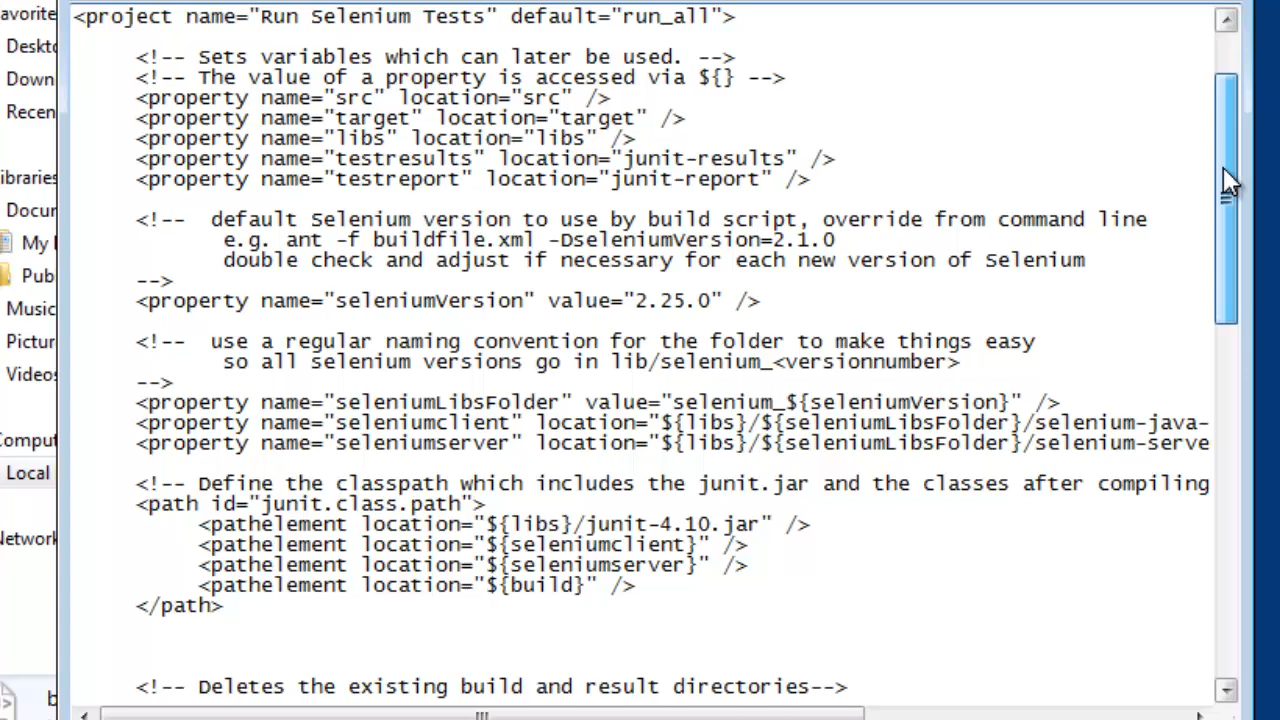 <project name="Run Selenium Tests" default="run_all">
<!-- Sets variables which can later be used. -->
<!-- The value of a property is accessed via ${} -->
<property name="src" location="src" />
<property name="target" location="target" />
<property name="libs" location="libs" />
<property name="testresults" location="junit-results" />
<property name="testreport" location="junit-report" />
<!--  default Selenium version to use by build script, override from command line
e.g. ant -f buildfile.xml -DseleniumVersion=2.1.0
double check and adjust if necessary for each new version of Selenium
-->
<property name="seleniumVersion" value="2.25.0" />
<!--  use a regular naming convention for the folder to make things easy
so all selenium versions go in lib/selenium_<versionnumber>
-->
<property name="seleniumLibsFolder" value="selenium_${seleniumVersion}" />
<property name="seleniumclient" location="${libs}/${seleniumLibsFolder}/selenium-java-
<property name="seleniumserver" location="${libs}/${seleniumLibsFolder}/selenium-serve
<!-- Define the classpath which includes the junit.jar and the classes after compiling
<path id="junit.class.path">
<pathelement location="${libs}/junit-4.10.jar" />
<pathelement location="${seleniumclient}" />
<pathelement location="${seleniumserver}" />
<pathelement location="${build}" />
</path>
<!-- Deletes the existing build and result directories-->
avorite
Deskto
Down
Recen
ibraries
Docur
My
Pub
Music
Pictur
Videos
Comput
Local
Network